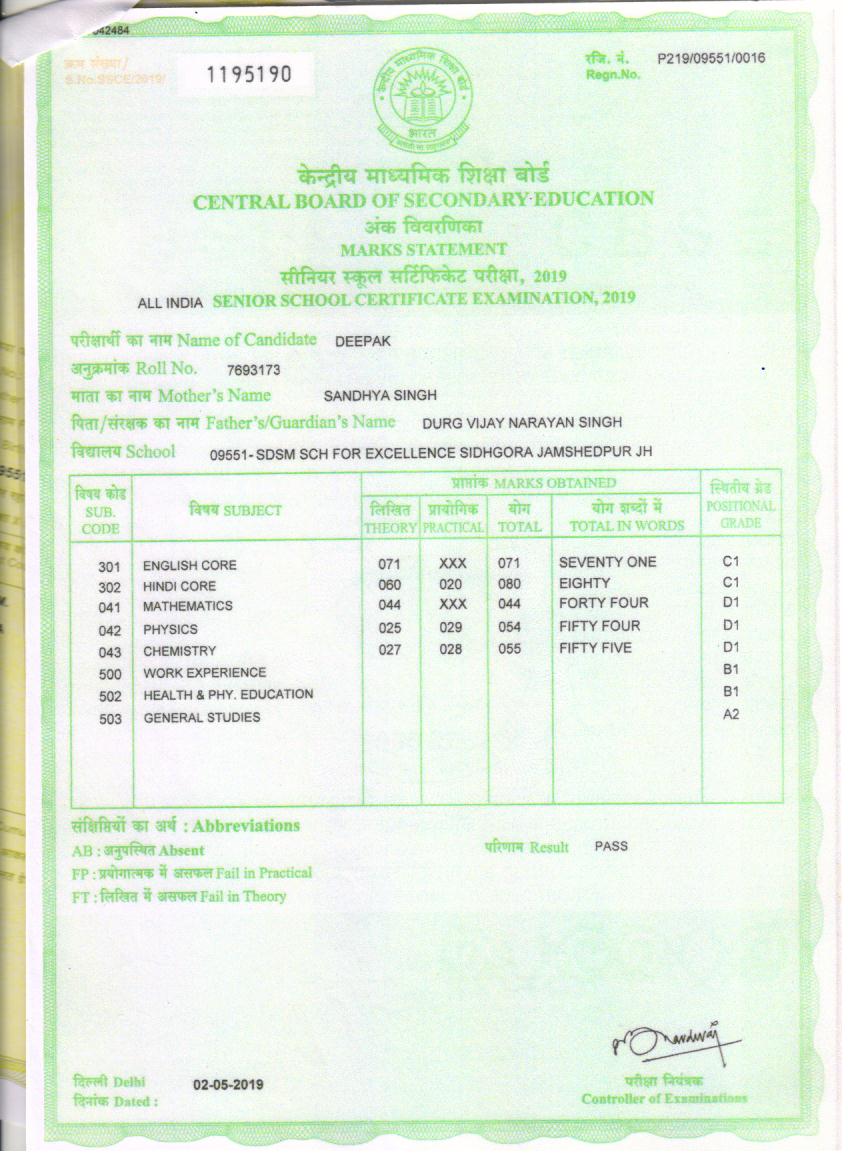 042484
क्रम संख्या/
S.No.SSCE/2019/
1195190
रजि. नं. P219/09551/0016
Regn.No.
केन्द्रीय माध्यमिक शिक्षा बोर्ड
भारत
केन्द्रीय माध्यमिक शिक्षा बोर्ड
CENTRAL BOARD OF SECONDARY EDUCATION
अंक विवरणिका
MARKS STATEMENT
सीनियर स्कूल सर्टिफिकेट परीक्षा, 2019
ALL INDIA SENIOR SCHOOL CERTIFICATE EXAMINATION, 2019
परीक्षार्थी का नाम Name of Candidate DEEPAK
अनुक्रमांक Roll No. 7693173
माता का नाम Mother's Name SANDHYA SINGH
पिता/संरक्षक का नाम Father's/Guardian's Name DURG VIJAY NARAYAN SINGH
विद्यालय School 09551- SDSM SCH FOR EXCELLENCE SIDHGORA JAMSHEDPUR JH
विषय कोड SUB. CODE
विषय SUBJECT
प्राप्तांक MARKS OBTAINED
लिखित THEORY
प्रायोगिक PRACTICAL
योग TOTAL
योग शब्दों में TOTAL IN WORDS
स्थितीय ग्रेड POSITIONAL GRADE
301 ENGLISH CORE 071 XXX 071 SEVENTY ONE C1
302 HINDI CORE 060 020 080 EIGHTY C1
041 MATHEMATICS 044 XXX 044 FORTY FOUR D1
042 PHYSICS 025 029 054 FIFTY FOUR D1
043 CHEMISTRY 027 028 055 FIFTY FIVE D1
500 WORK EXPERIENCE B1
502 HEALTH & PHY. EDUCATION B1
503 GENERAL STUDIES A2
संक्षिप्तियों का अर्थ : Abbreviations
AB : अनुपस्थित Absent
परिणाम Result PASS
FP : प्रयोगात्मक में असफल Fail in Practical
FT : लिखित में असफल Fail in Theory
दिल्ली Delhi
दिनांक Dated :
02-05-2019
परीक्षा नियंत्रक
Controller of Examinations